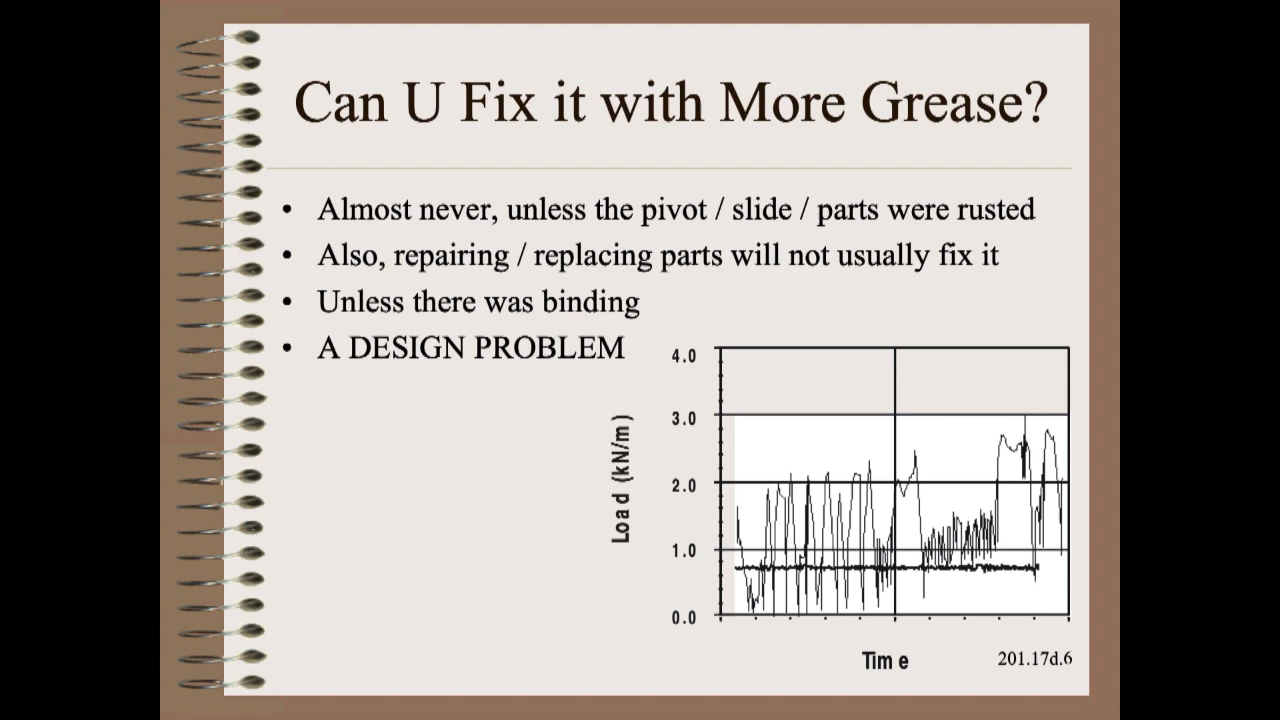 Can U Fix it with More Grease?
• Almost never, unless the pivot / slide / parts were rusted
• Also, repairing / replacing parts will not usually fix it
• Unless there was binding
• A DESIGN PROBLEM
4.0
3.0
2.0
1.0
0.0
Load (kN/m)
Time
201.17d.6